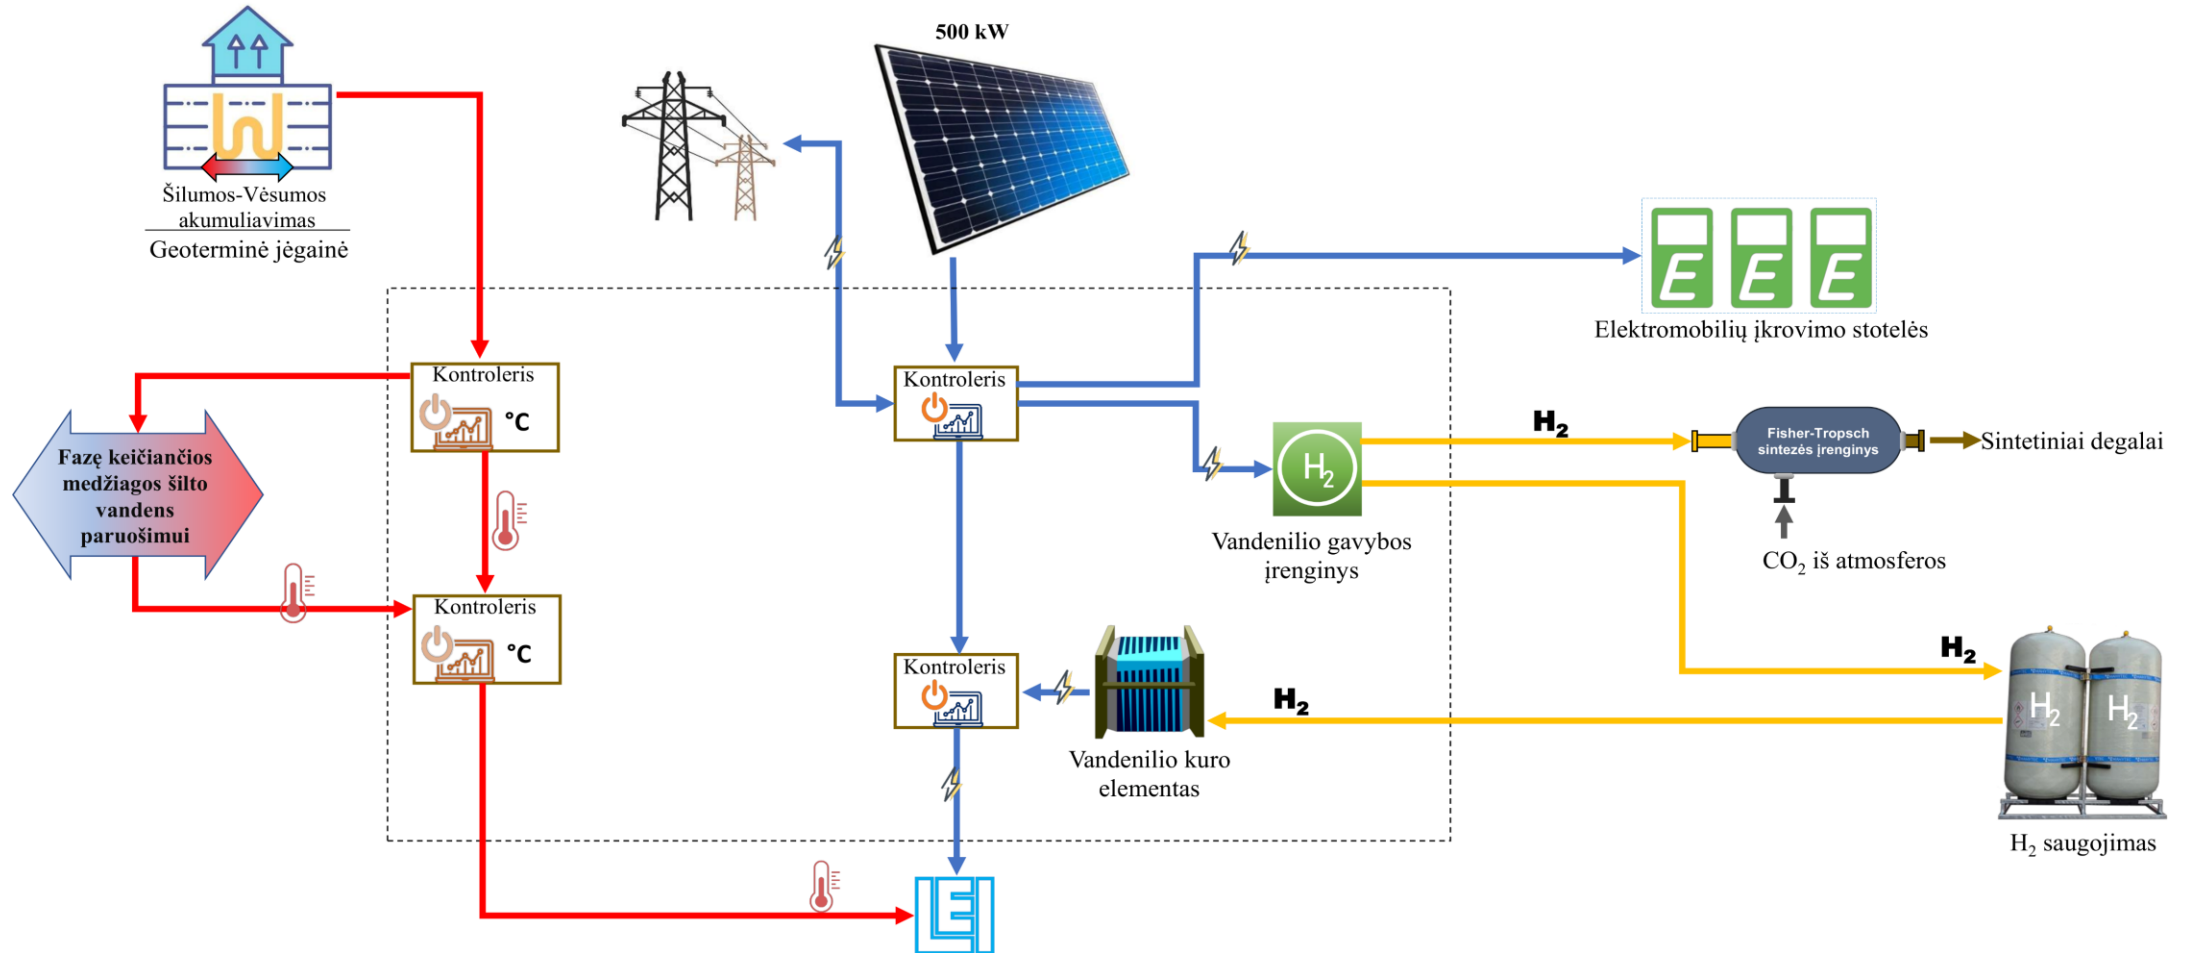 500 kW
Šilumos-Vėsumos
akumuliavimas
Geoterminė jėgainė
E E E
Elektromobilių įkrovimo stotelės
Kontroleris
°C
Kontroleris
Fazę keičiančios
medžiagos šilto
vandens
paruošimui
H₂
Fisher-Tropsch
sintezės įrenginys
Sintetiniai degalai
H₂
Vandenilio gavybos
įrenginys
CO₂ iš atmosferos
Kontroleris
°C
Kontroleris
Vandenilio kuro
elementas
H₂
H₂
H₂ H₂
H₂ saugojimas
LEI